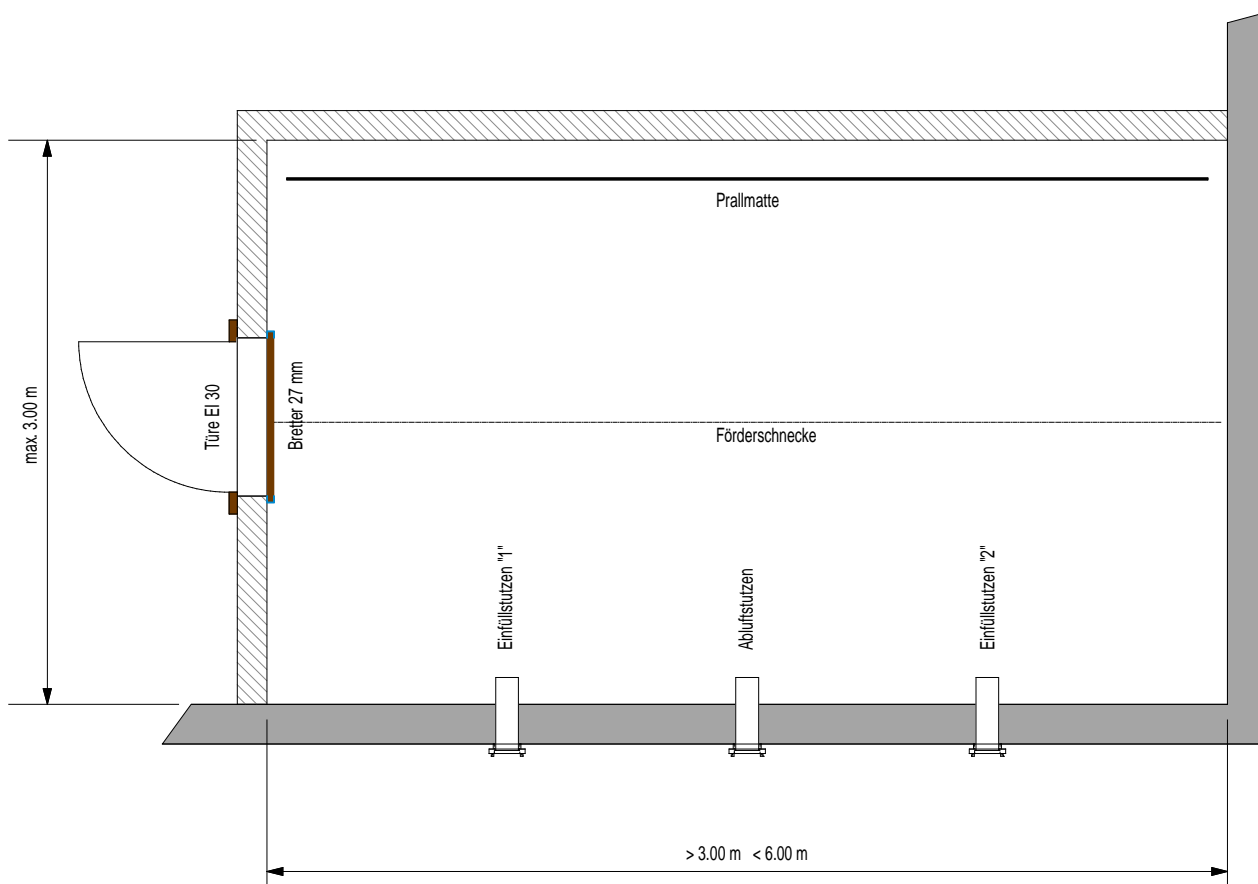 Prallmatte
max. 3.00 m
Türe EI 30
Bretter 27 mm
Förderschnecke
Einfüllstutzen "1"
Abluftstutzen
Einfüllstutzen "2"
> 3.00 m < 6.00 m